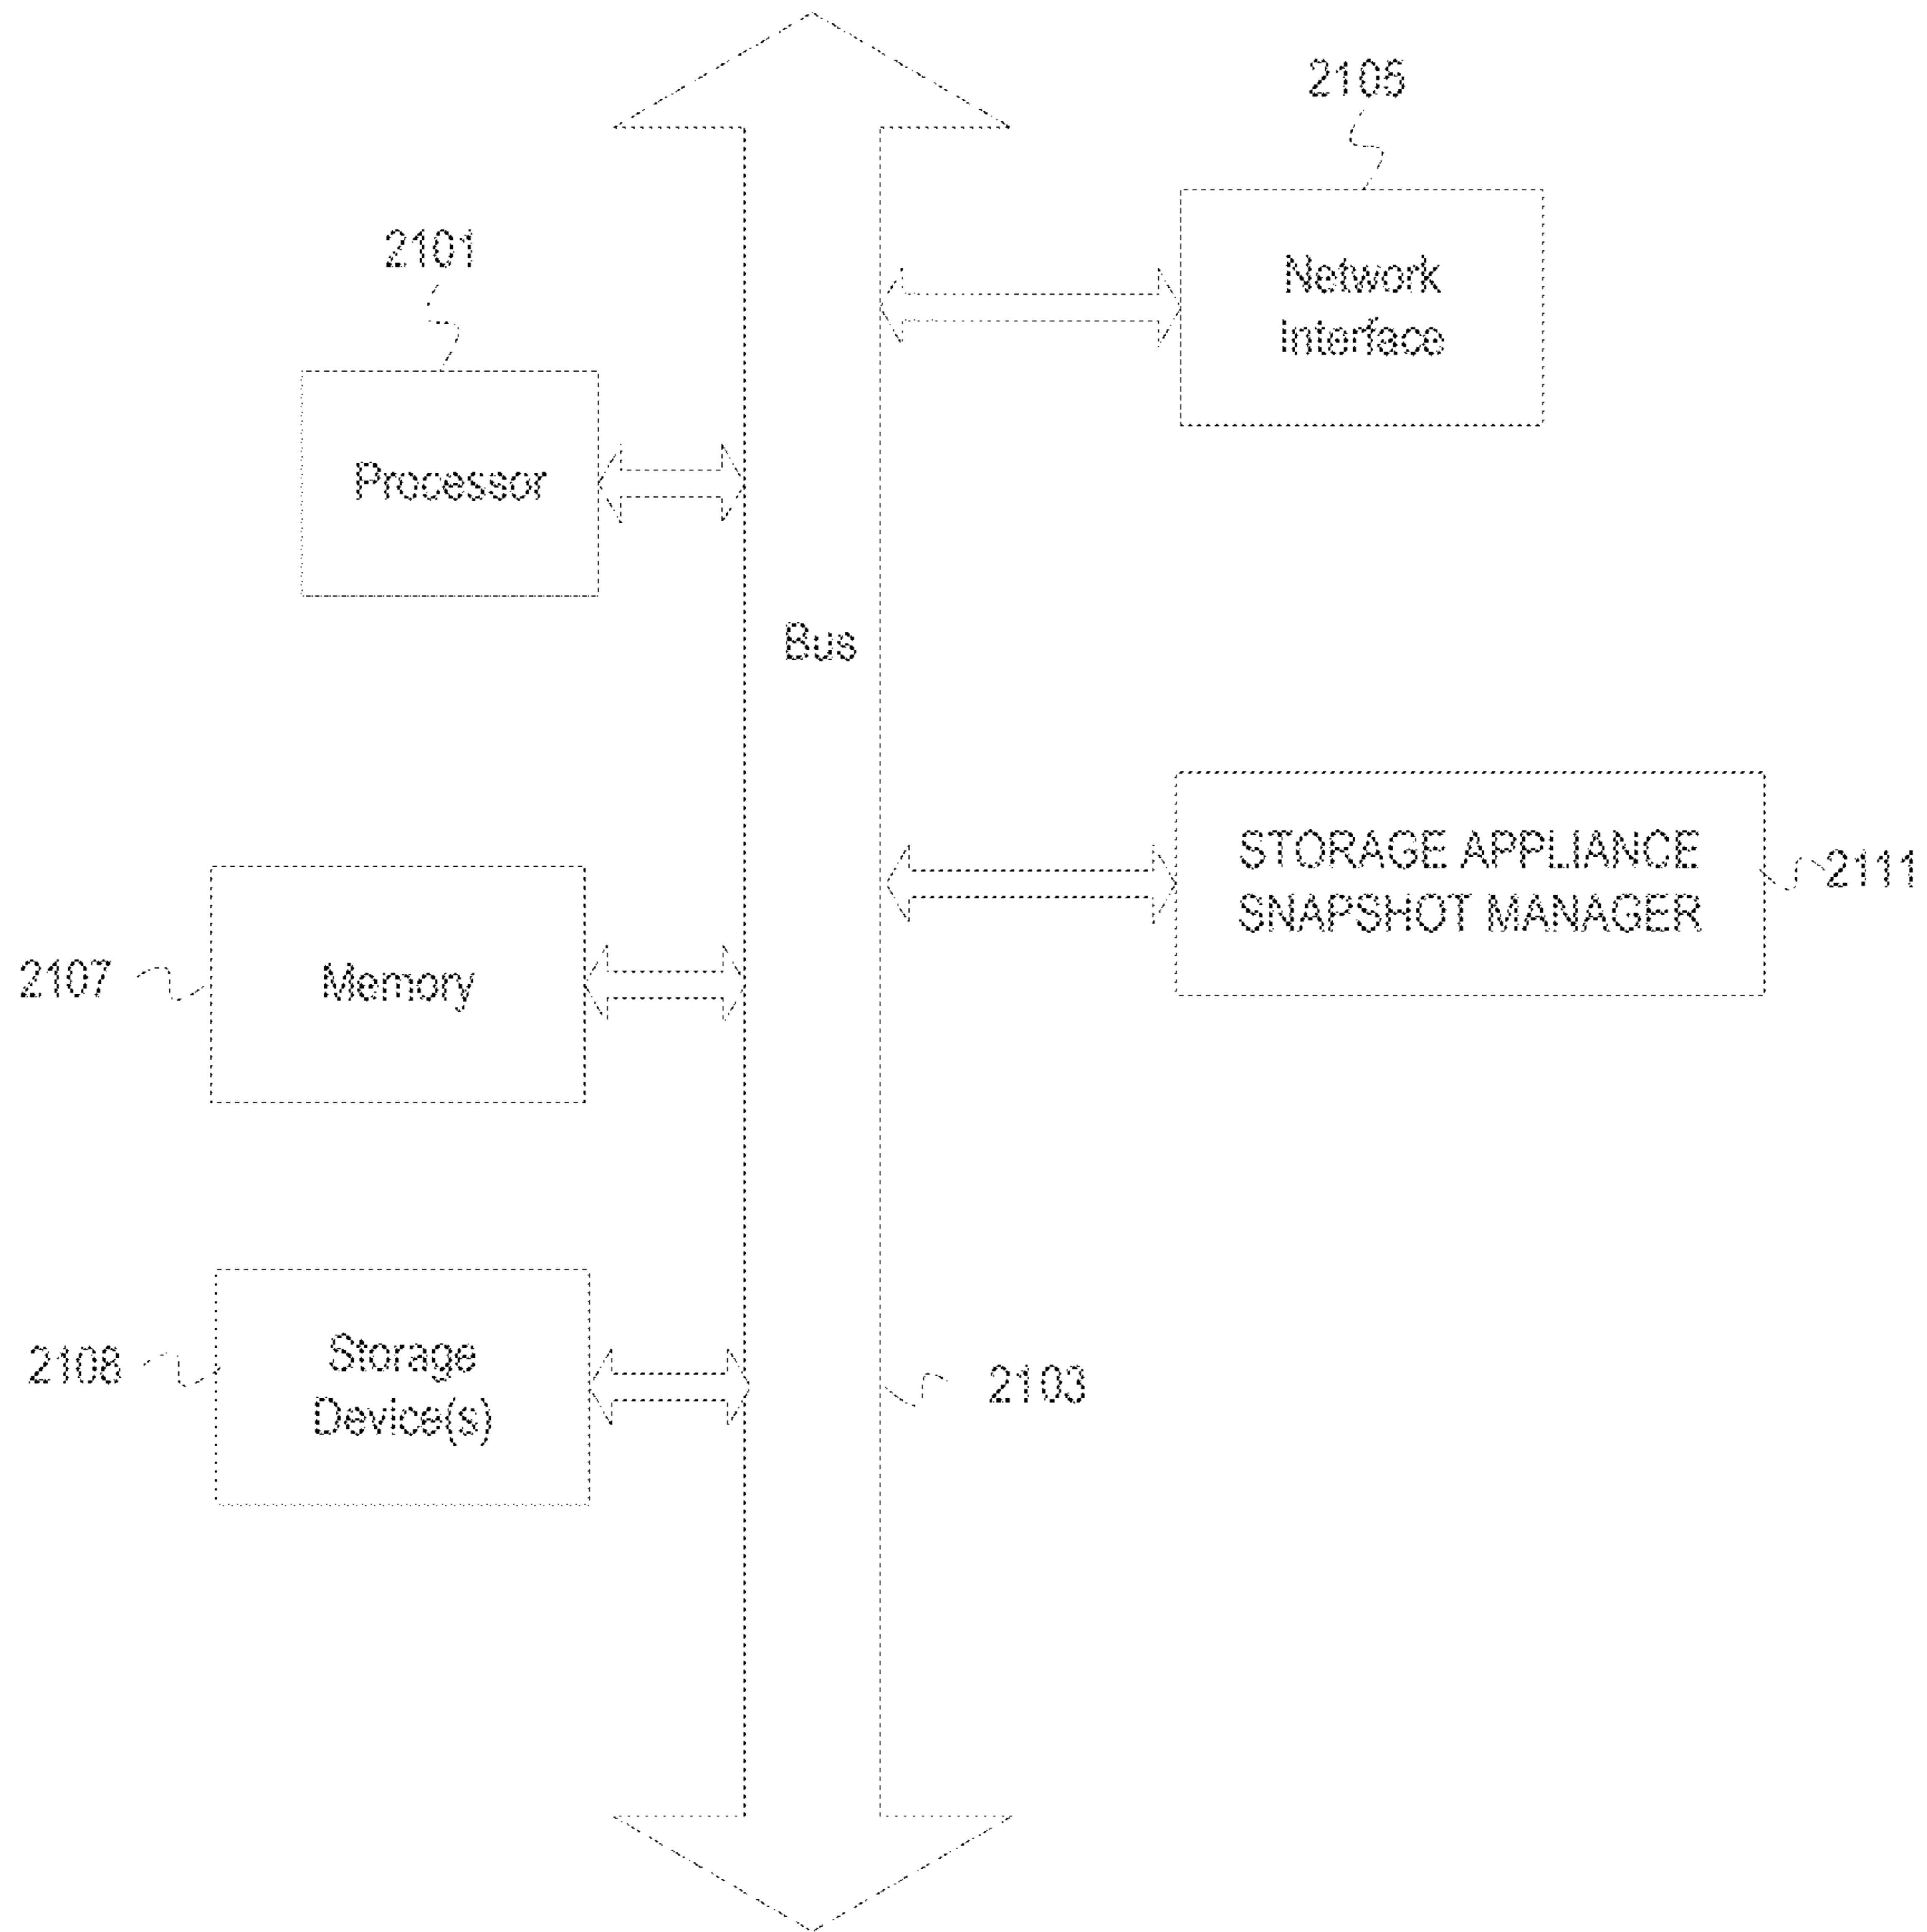 2105
2101
Network
Interface
Processor
Bus
STORAGE APPLIANCE
SNAPSHOT MANAGER
2111
2107
Memory
2108
Storage
Device(s)
2103